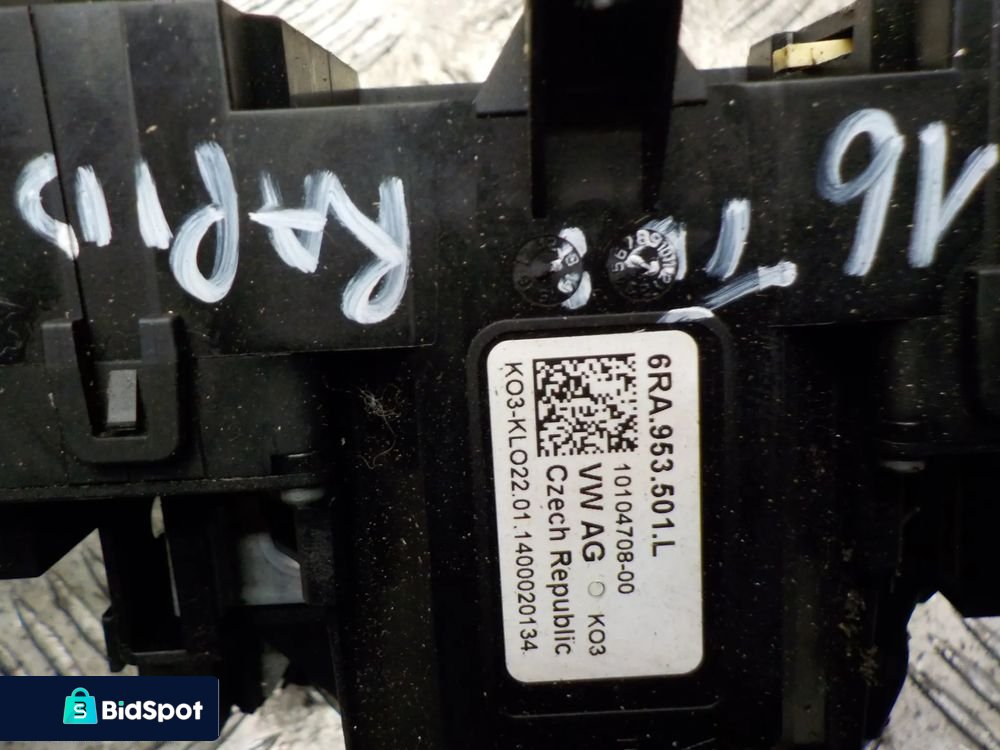 16' RAPID
6RA.953.501.L
10104708-00
VW AG KO3
Czech Republic
KO3-KLO22.01.1400020134
BidSpot